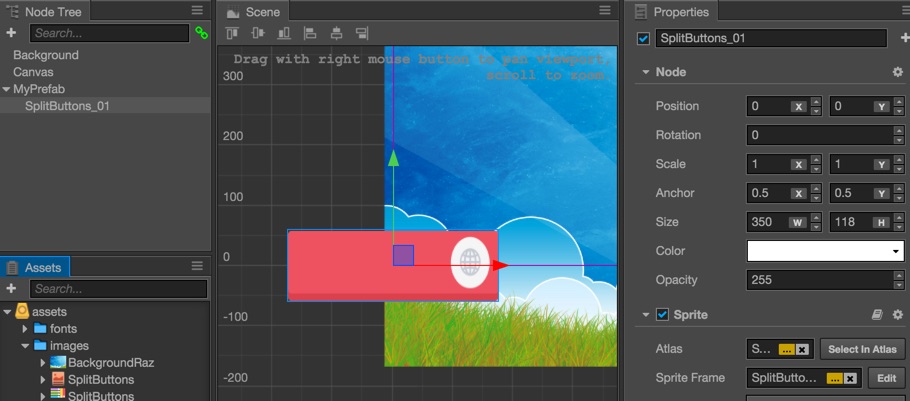 Node Tree
Search...
Background
Canvas
MyPrefab
SplitButtons_01
Assets
Search...
assets
fonts
images
BackgroundRaz
SplitButtons
SplitButtons
Scene
Drag with right mouse button to pan viewport,
scroll to zoom.
300
200
100
0
-100
-200
Properties
SplitButtons_01
Node
Position 0 X 0 Y
Rotation 0
Scale 1 X 1 Y
Anchor 0.5 X 0.5 Y
Size 350 W 118 H
Color
Opacity 255
Sprite
Atlas S... ... x Select In Atlas
Sprite Frame SplitButto... ... x Edit